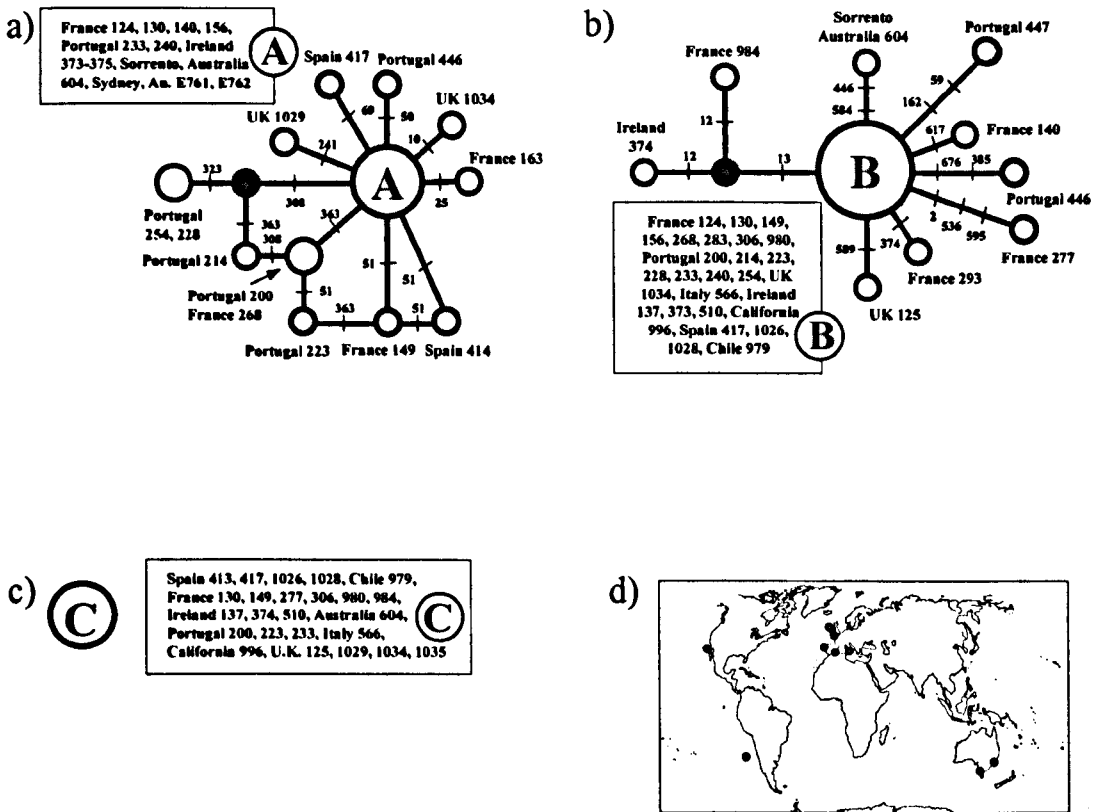 a)
France 124, 130, 140, 156,
Portugal 233, 240, Ireland
373-375, Sorrento, Australia
604, Sydney, Au. E761, E762
A
Spain 417
Portugal 446
UK 1034
UK 1029
France 163
60
50
10
241
25
A
323
308
363
363
308
Portugal
254, 228
Portugal 214
Portugal 200
France 268
51
51
51
363
51
Portugal 223
France 149
Spain 414
b)
France 984
Sorrento
Australia 604
Portugal 447
Ireland
374
12
12
13
446
584
59
162
617
France 140
676
385
Portugal 446
2
536
595
France 277
B
589
374
France 293
UK 125
France 124, 130, 149,
156, 268, 283, 306, 980,
Portugal 200, 214, 223,
228, 233, 240, 254, UK
1034, Italy 566, Ireland
137, 373, 510, California
996, Spain 417, 1026,
1028, Chile 979
B
c)
C
Spain 413, 417, 1026, 1028, Chile 979,
France 130, 149, 277, 306, 980, 984,
Ireland 137, 374, 510, Australia 604,
Portugal 200, 223, 233, Italy 566,
California 996, U.K. 125, 1029, 1034, 1035
C
d)